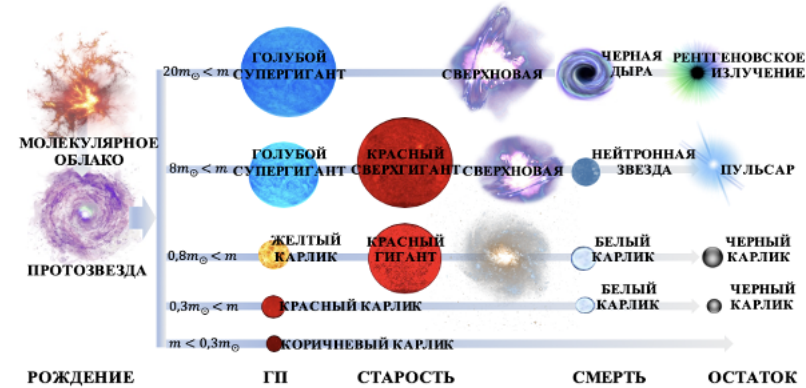 МОЛЕКУЛЯРНОЕ
ОБЛАКО
ПРОТОЗВЕЗДА
20m☉ < m
ГОЛУБОЙ
СУПЕРГИГАНТ
СВЕРХНОВАЯ
ЧЕРНАЯ
ДЫРА
РЕНТГЕНОВСКОЕ
ИЗЛУЧЕНИЕ
8m☉ < m
ГОЛУБОЙ
СУПЕРГИГАНТ
КРАСНЫЙ
СВЕРХГИГАНТ
СВЕРХНОВАЯ
НЕЙТРОННАЯ
ЗВЕЗДА
ПУЛЬСАР
0,8m☉ < m
ЖЕЛТЫЙ
КАРЛИК
КРАСНЫЙ
ГИГАНТ
БЕЛЫЙ
КАРЛИК
ЧЕРНЫЙ
КАРЛИК
0,3m☉ < m
КРАСНЫЙ КАРЛИК
БЕЛЫЙ
КАРЛИК
ЧЕРНЫЙ
КАРЛИК
m < 0,3m☉
КОРИЧНЕВЫЙ КАРЛИК
РОЖДЕНИЕ ГП СТАРОСТЬ СМЕРТЬ ОСТАТОК